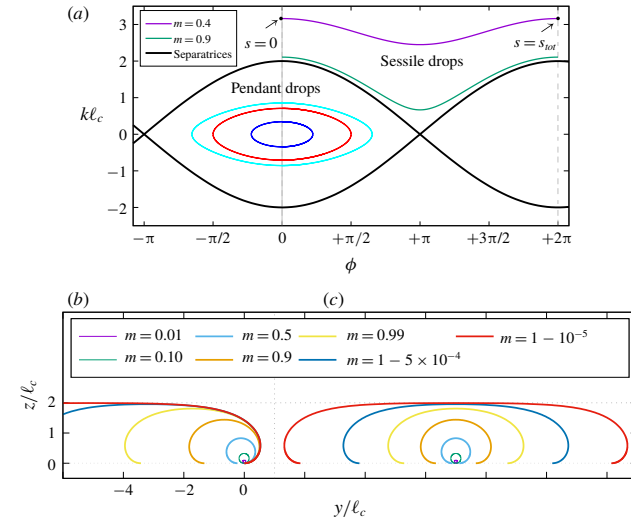 (a)
m = 0.4
m = 0.9
Separatrices
s = 0
s = s_tot
Sessile drops
Pendant drops
kℓ_c
3
2
1
0
−1
−2
−π
−π/2
0
+π/2
+π
+3π/2
+2π
ϕ
(b)
(c)
m = 0.01
m = 0.5
m = 0.99
m = 1 − 10^{−5}
m = 0.10
m = 0.9
m = 1 − 5 × 10^{−4}
z/ℓ_c
2
1
0
−4
−2
0
y/ℓ_c